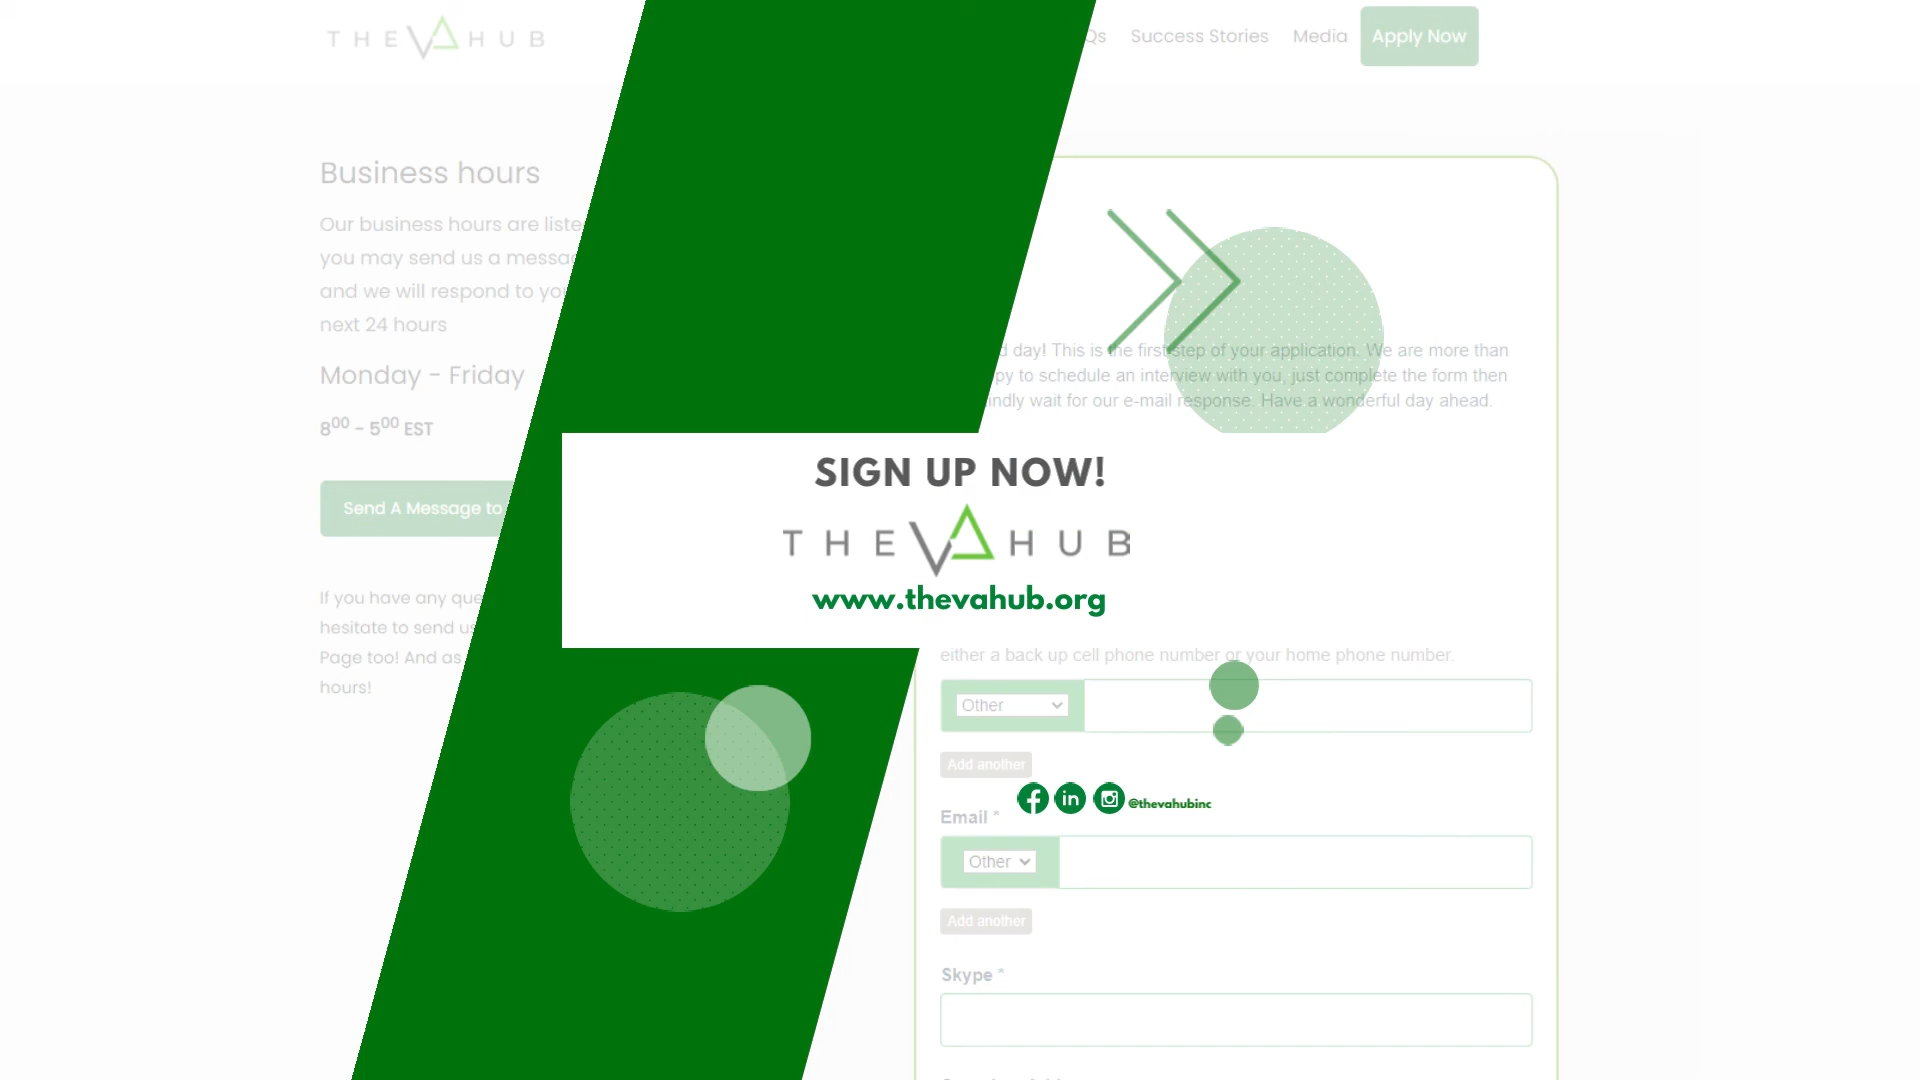 THE VA HUB
Qs Success Stories Media Apply Now
Business hours
Our business hours are liste
you may send us a messa
and we will respond to yo
next 24 hours
Monday - Friday
8⁰⁰ - 5⁰⁰ EST
Send A Message to
If you have any que
hesitate to send us
Page too! And as
hours!
d day! This is the first step of your application. We are more than
py to schedule an interview with you, just complete the form then
indly wait for our e-mail response. Have a wonderful day ahead.
SIGN UP NOW!
THE VA HUB
www.thevahub.org
either a back up cell phone number or your home phone number.
Other
Add another
@thevahubinc
Email *
Other
Add another
Skype *